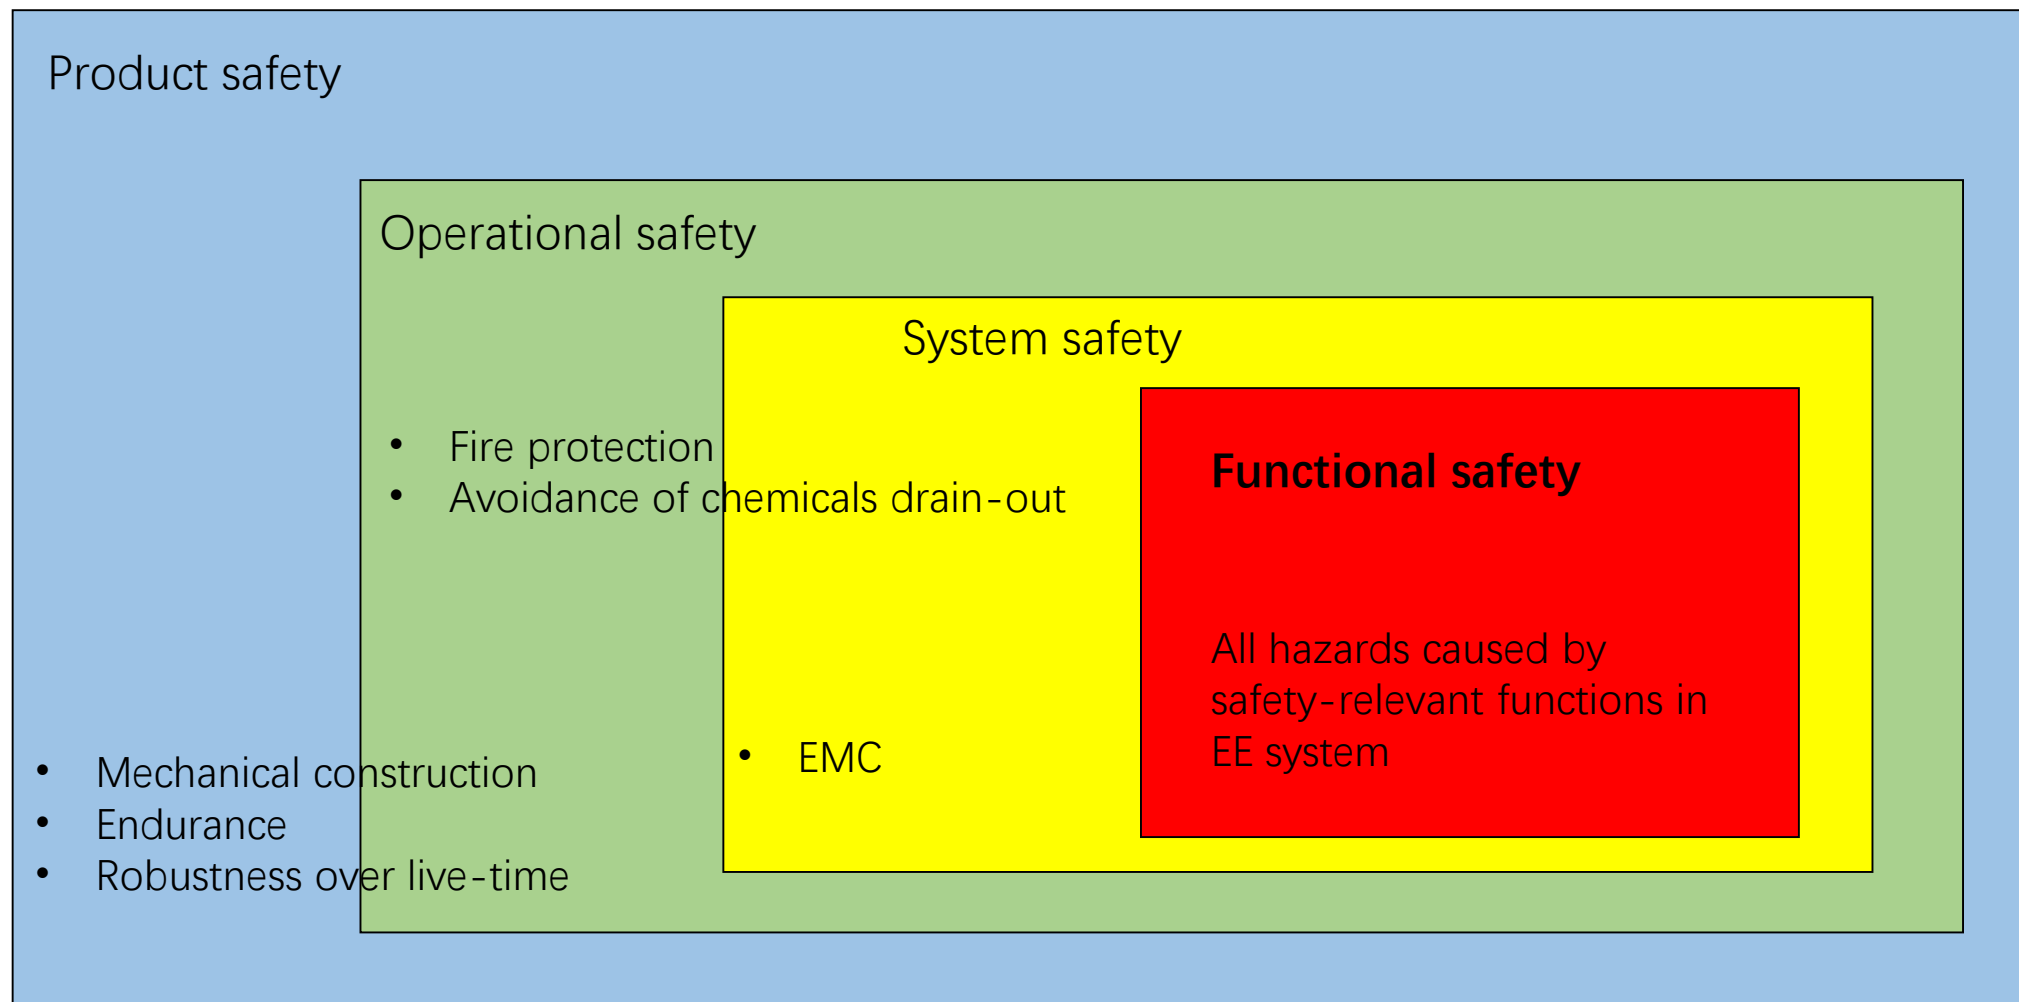 Product safety
Operational safety
System safety
• Fire protection
• Avoidance of chemicals drain-out
Functional safety
All hazards caused by
safety-relevant functions in
EE system
• EMC
• Mechanical construction
• Endurance
• Robustness over live-time